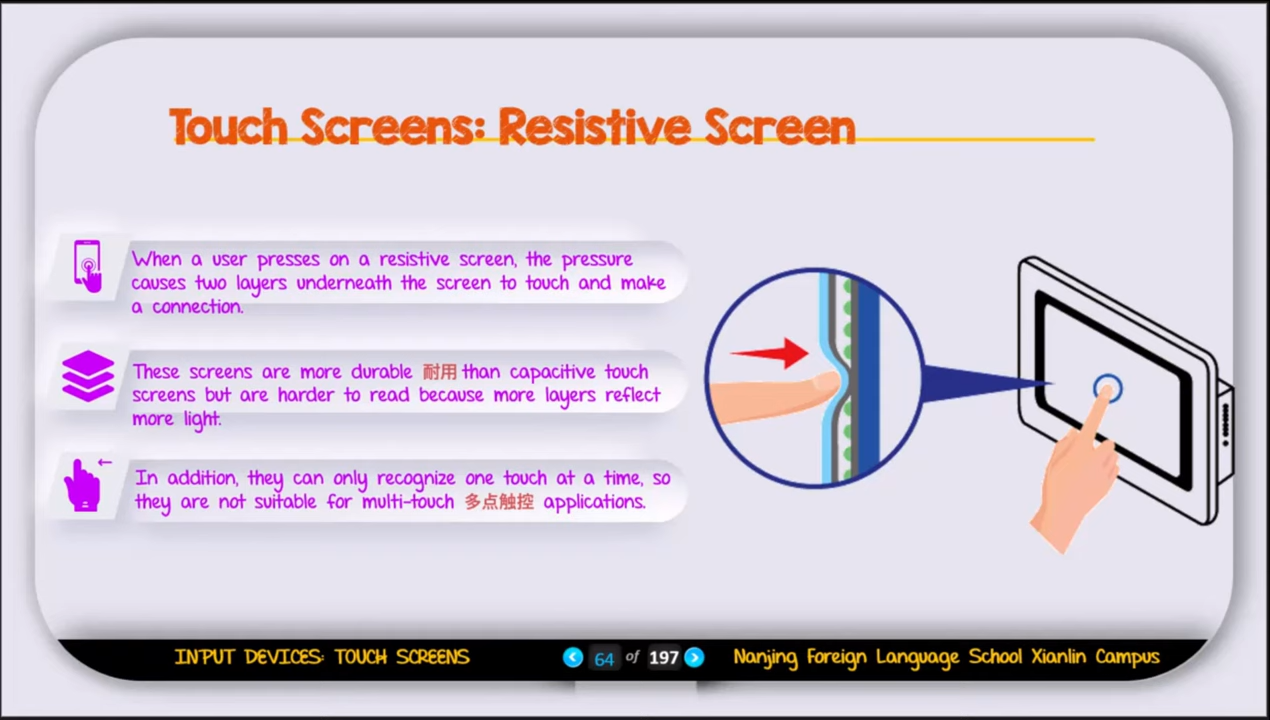 Touch Screens: Resistive Screen
When a user presses on a resistive screen, the pressure
causes two layers underneath the screen to touch and make
a connection.
These screens are more durable 耐用 than capacitive touch
screens but are harder to read because more layers reflect
more light.
In addition, they can only recognize one touch at a time, so
they are not suitable for multi-touch 多点触控 applications.
INPUT DEVICES: TOUCH SCREENS
64 of 197
Nanjing Foreign Language School Xianlin Campus